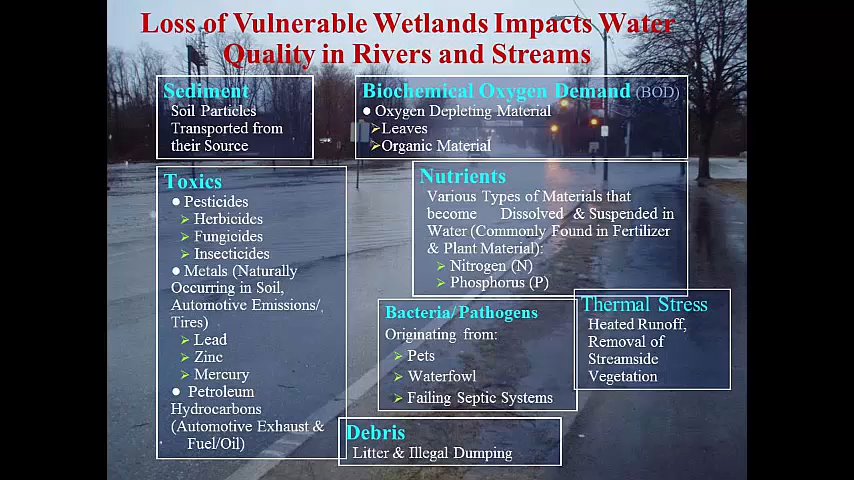 Loss of Vulnerable Wetlands Impacts Water
Quality in Rivers and Streams
Sediment
Soil Particles
Transported from
their Source
Biochemical Oxygen Demand (BOD)
● Oxygen Depleting Material
➢Leaves
➢Organic Material
Toxics
● Pesticides
➢ Herbicides
➢ Fungicides
➢ Insecticides
● Metals (Naturally
Occurring in Soil,
Automotive Emissions/
Tires)
➢ Lead
➢ Zinc
➢ Mercury
● Petroleum
Hydrocarbons
(Automotive Exhaust &
Fuel/Oil)
Nutrients
Various Types of Materials that
become Dissolved & Suspended in
Water (Commonly Found in Fertilizer
& Plant Material):
➢ Nitrogen (N)
➢ Phosphorus (P)
Bacteria/Pathogens
Originating from:
➢ Pets
➢ Waterfowl
➢ Failing Septic Systems
Thermal Stress
Heated Runoff,
Removal of
Streamside
Vegetation
Debris
Litter & Illegal Dumping